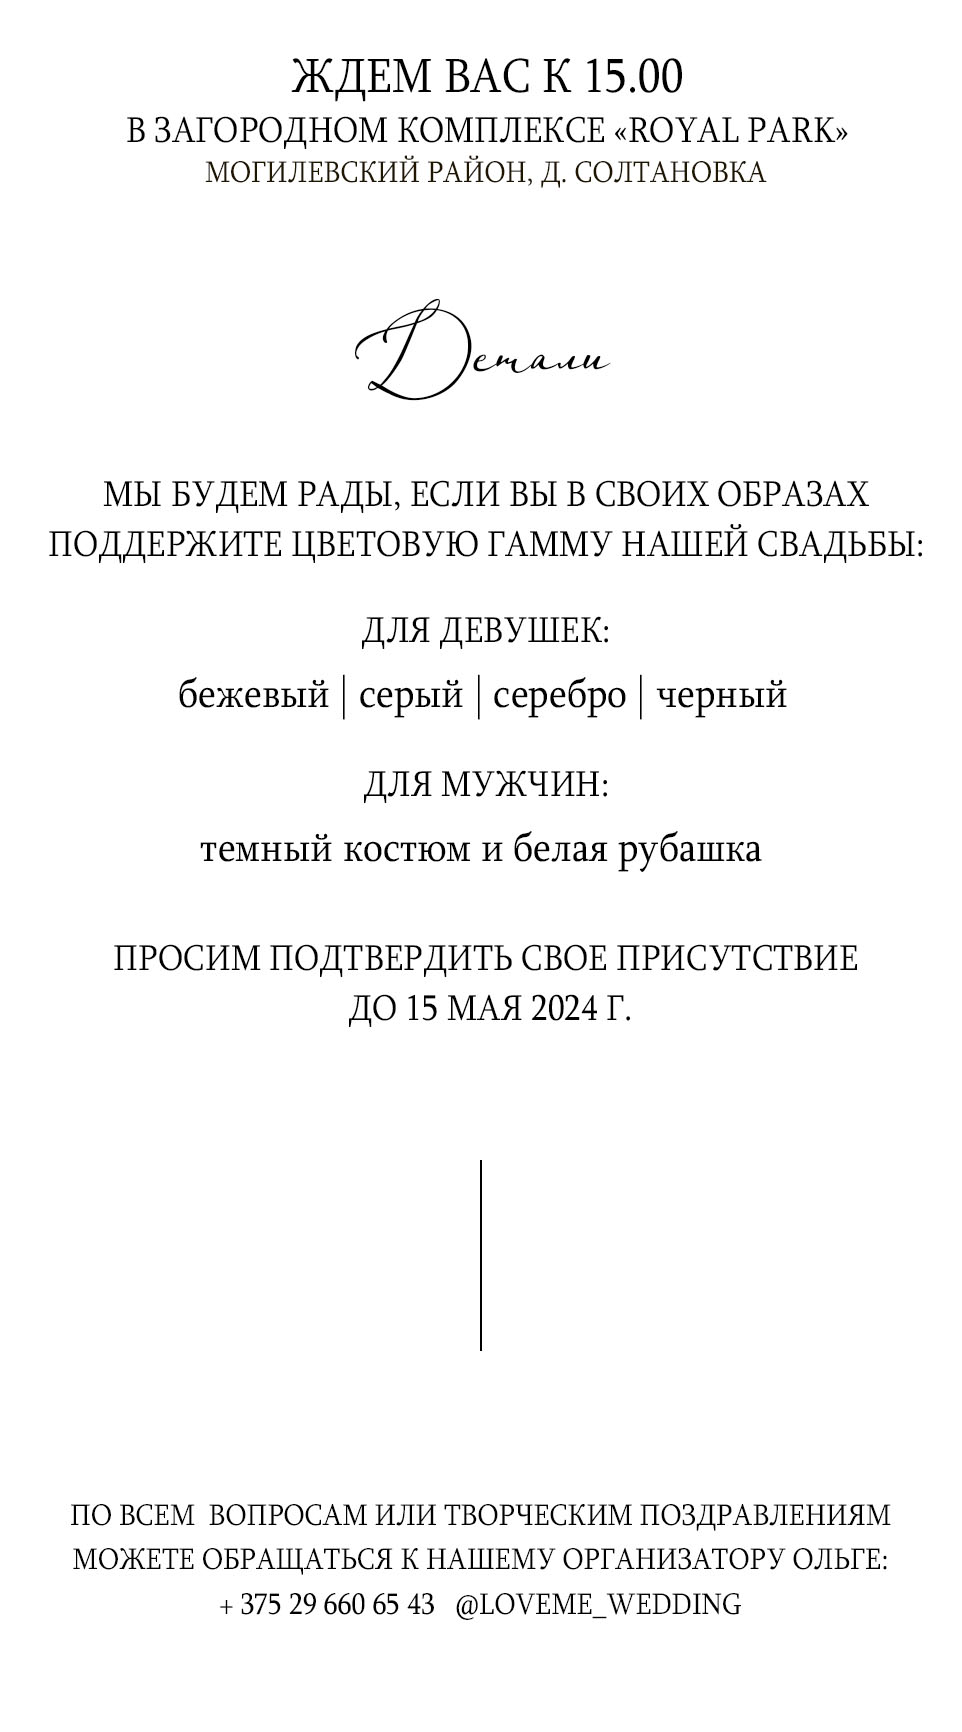 ЖДЕМ ВАС К 15.00
В ЗАГОРОДНОМ КОМПЛЕКСЕ «ROYAL PARK»
МОГИЛЕВСКИЙ РАЙОН, Д. СОЛТАНОВКА
Детали
МЫ БУДЕМ РАДЫ, ЕСЛИ ВЫ В СВОИХ ОБРАЗАХ
ПОДДЕРЖИТЕ ЦВЕТОВУЮ ГАММУ НАШЕЙ СВАДЬБЫ:
ДЛЯ ДЕВУШЕК:
бежевый | серый | серебро | черный
ДЛЯ МУЖЧИН:
темный костюм и белая рубашка
ПРОСИМ ПОДТВЕРДИТЬ СВОЕ ПРИСУТСТВИЕ
ДО 15 МАЯ 2024 Г.
ПО ВСЕМ ВОПРОСАМ ИЛИ ТВОРЧЕСКИМ ПОЗДРАВЛЕНИЯМ
МОЖЕТЕ ОБРАЩАТЬСЯ К НАШЕМУ ОРГАНИЗАТОРУ ОЛЬГЕ:
+ 375 29 660 65 43 @LOVEME_WEDDING